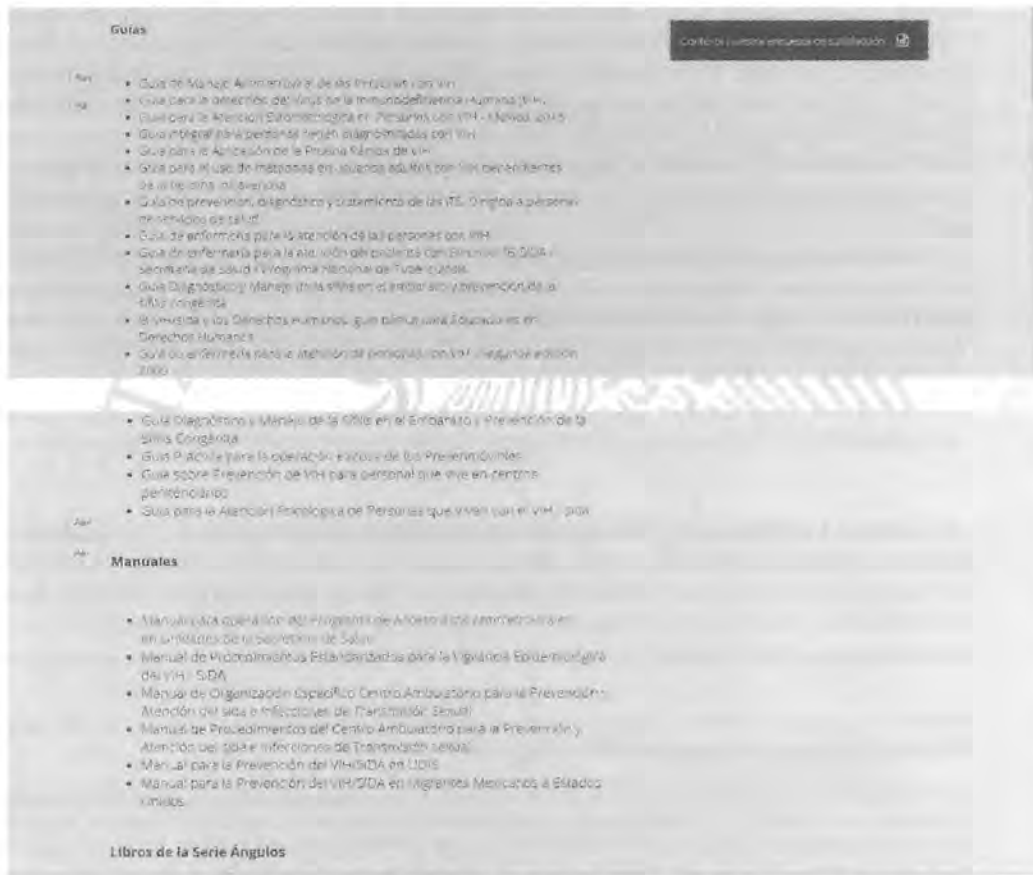 Guías
Contesta nuestra encuesta de satisfacción
• Guía de Manejo Antirretroviral de las Personas con VIH
• Guía para la detección del Virus de la Inmunodeficiencia Humana (VIH)
• Guía para la Atención Estomatológica en Personas con VIH - México
• Guía integral para personas recién diagnosticadas con VIH
• Guía para la Aplicación de la Prueba Rápida de VIH
• Guía para el uso de metadona en usuarios adultos con VIH dependientes
de la heroína intravenosa
• Guía de prevención, diagnóstico y tratamiento de las ITS. Dirigida a personal
de servicios de salud
• Guía de enfermería para la atención de las personas con VIH
• Guía de enfermería para la atención del paciente con binomio TB-SIDA
Secretaría de Salud / Programa Nacional de Tuberculosis
• Guía Diagnóstico y Manejo de la sífilis en el embarazo y prevención de la
sífilis congénita
• El VIH/sida y los Derechos Humanos, guía básica para Educadores en
Derechos Humanos
• Guía de enfermería para la atención de personas con VIH segunda edición
• Guía Diagnóstico y Manejo de la Sífilis en el Embarazo y Prevención de la
Sífilis Congénita
• Guía Práctica para la operación exitosa de los Prevenimóviles
• Guía sobre Prevención de VIH para personal que vive en centros
penitenciarios
• Guía para la Atención Psicológica de Personas que Viven con el VIH - sida
Manuales
• Manual para operación del Programa de Acceso a los Antirretrovirales
en Unidades de la Secretaría de Salud
• Manual de Procedimientos Estandarizados para la Vigilancia Epidemiológica
del VIH - SIDA
• Manual de Organización Específico Centro Ambulatorio para la Prevención y
Atención del sida e Infecciones de Transmisión Sexual
• Manual de Procedimientos del Centro Ambulatorio para la Prevención y
Atención del sida e Infecciones de Transmisión Sexual
• Manual para la Prevención del VIH/SIDA en UDIS
• Manual para la Prevención del VIH/SIDA en Migrantes Mexicanos a Estados
Unidos
Libros de la Serie Ángulos